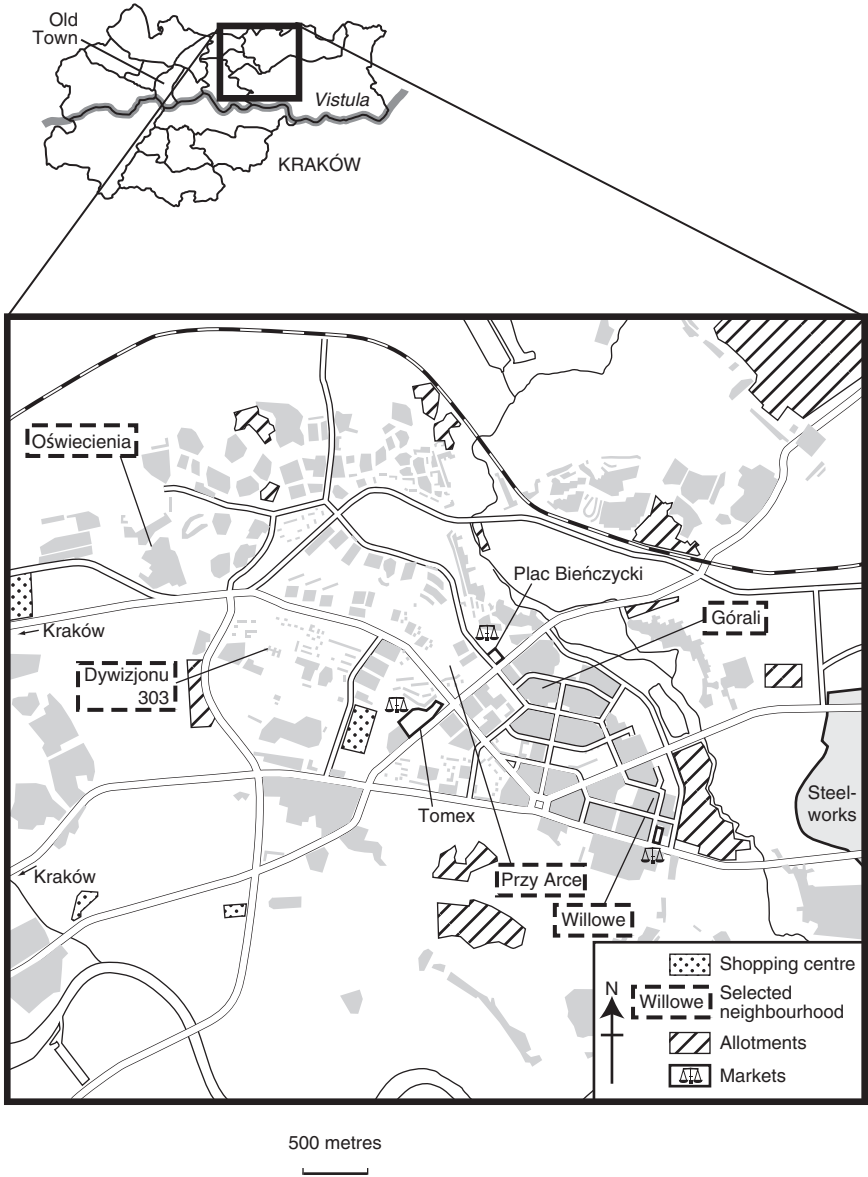 Old
Town
Vistula
KRAKÓW
Oświecienia
Plac Bieńczycki
Górali
Kraków
Dywizjonu
303
Steel-
works
Tomex
Kraków
Przy Arce
Willowe
Shopping centre
N
Willowe
Selected
neighbourhood
Allotments
Markets
500 metres